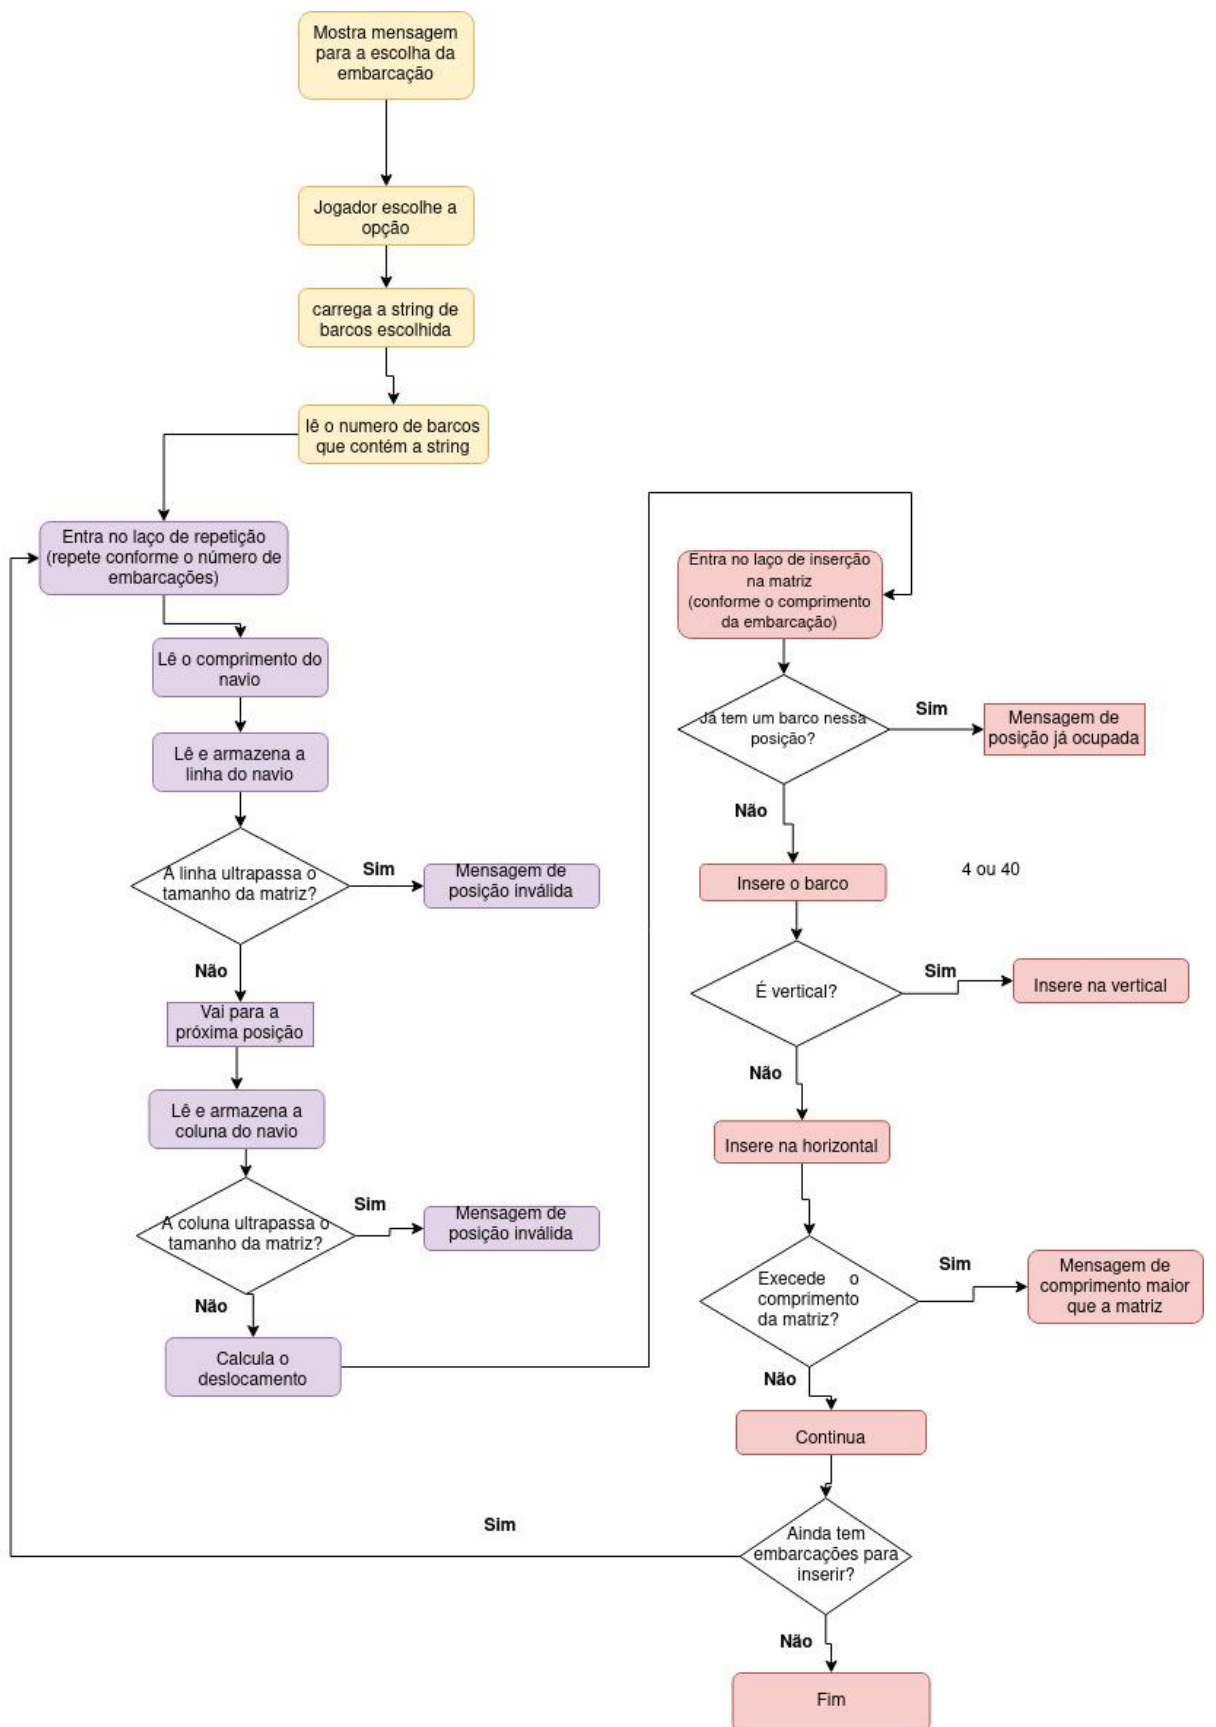 Mostra mensagem
para a escolha da
embarcação
Jogador escolhe a
opção
carrega a string de
barcos escolhida
lê o numero de barcos
que contém a string
Entra no laço de repetição
(repete conforme o número de
embarcações)
Lê o comprimento do
navio
Lê e armazena a
linha do navio
A linha ultrapassa o
tamanho da matriz?
Sim
Mensagem de
posição inválida
Não
Vai para a
próxima posição
Lê e armazena a
coluna do navio
A coluna ultrapassa o
tamanho da matriz?
Sim
Mensagem de
posição inválida
Não
Calcula o
deslocamento
Entra no laço de inserção
na matriz
(conforme o comprimento
da embarcação)
Já tem um barco nessa
posição?
Sim
Mensagem de
posição já ocupada
Não
Insere o barco
4 ou 40
É vertical?
Sim
Insere na vertical
Não
Insere na horizontal
Execede o
comprimento
da matriz?
Sim
Mensagem de
comprimento maior
que a matriz
Não
Continua
Ainda tem
embarcações para
inserir?
Sim
Não
Fim